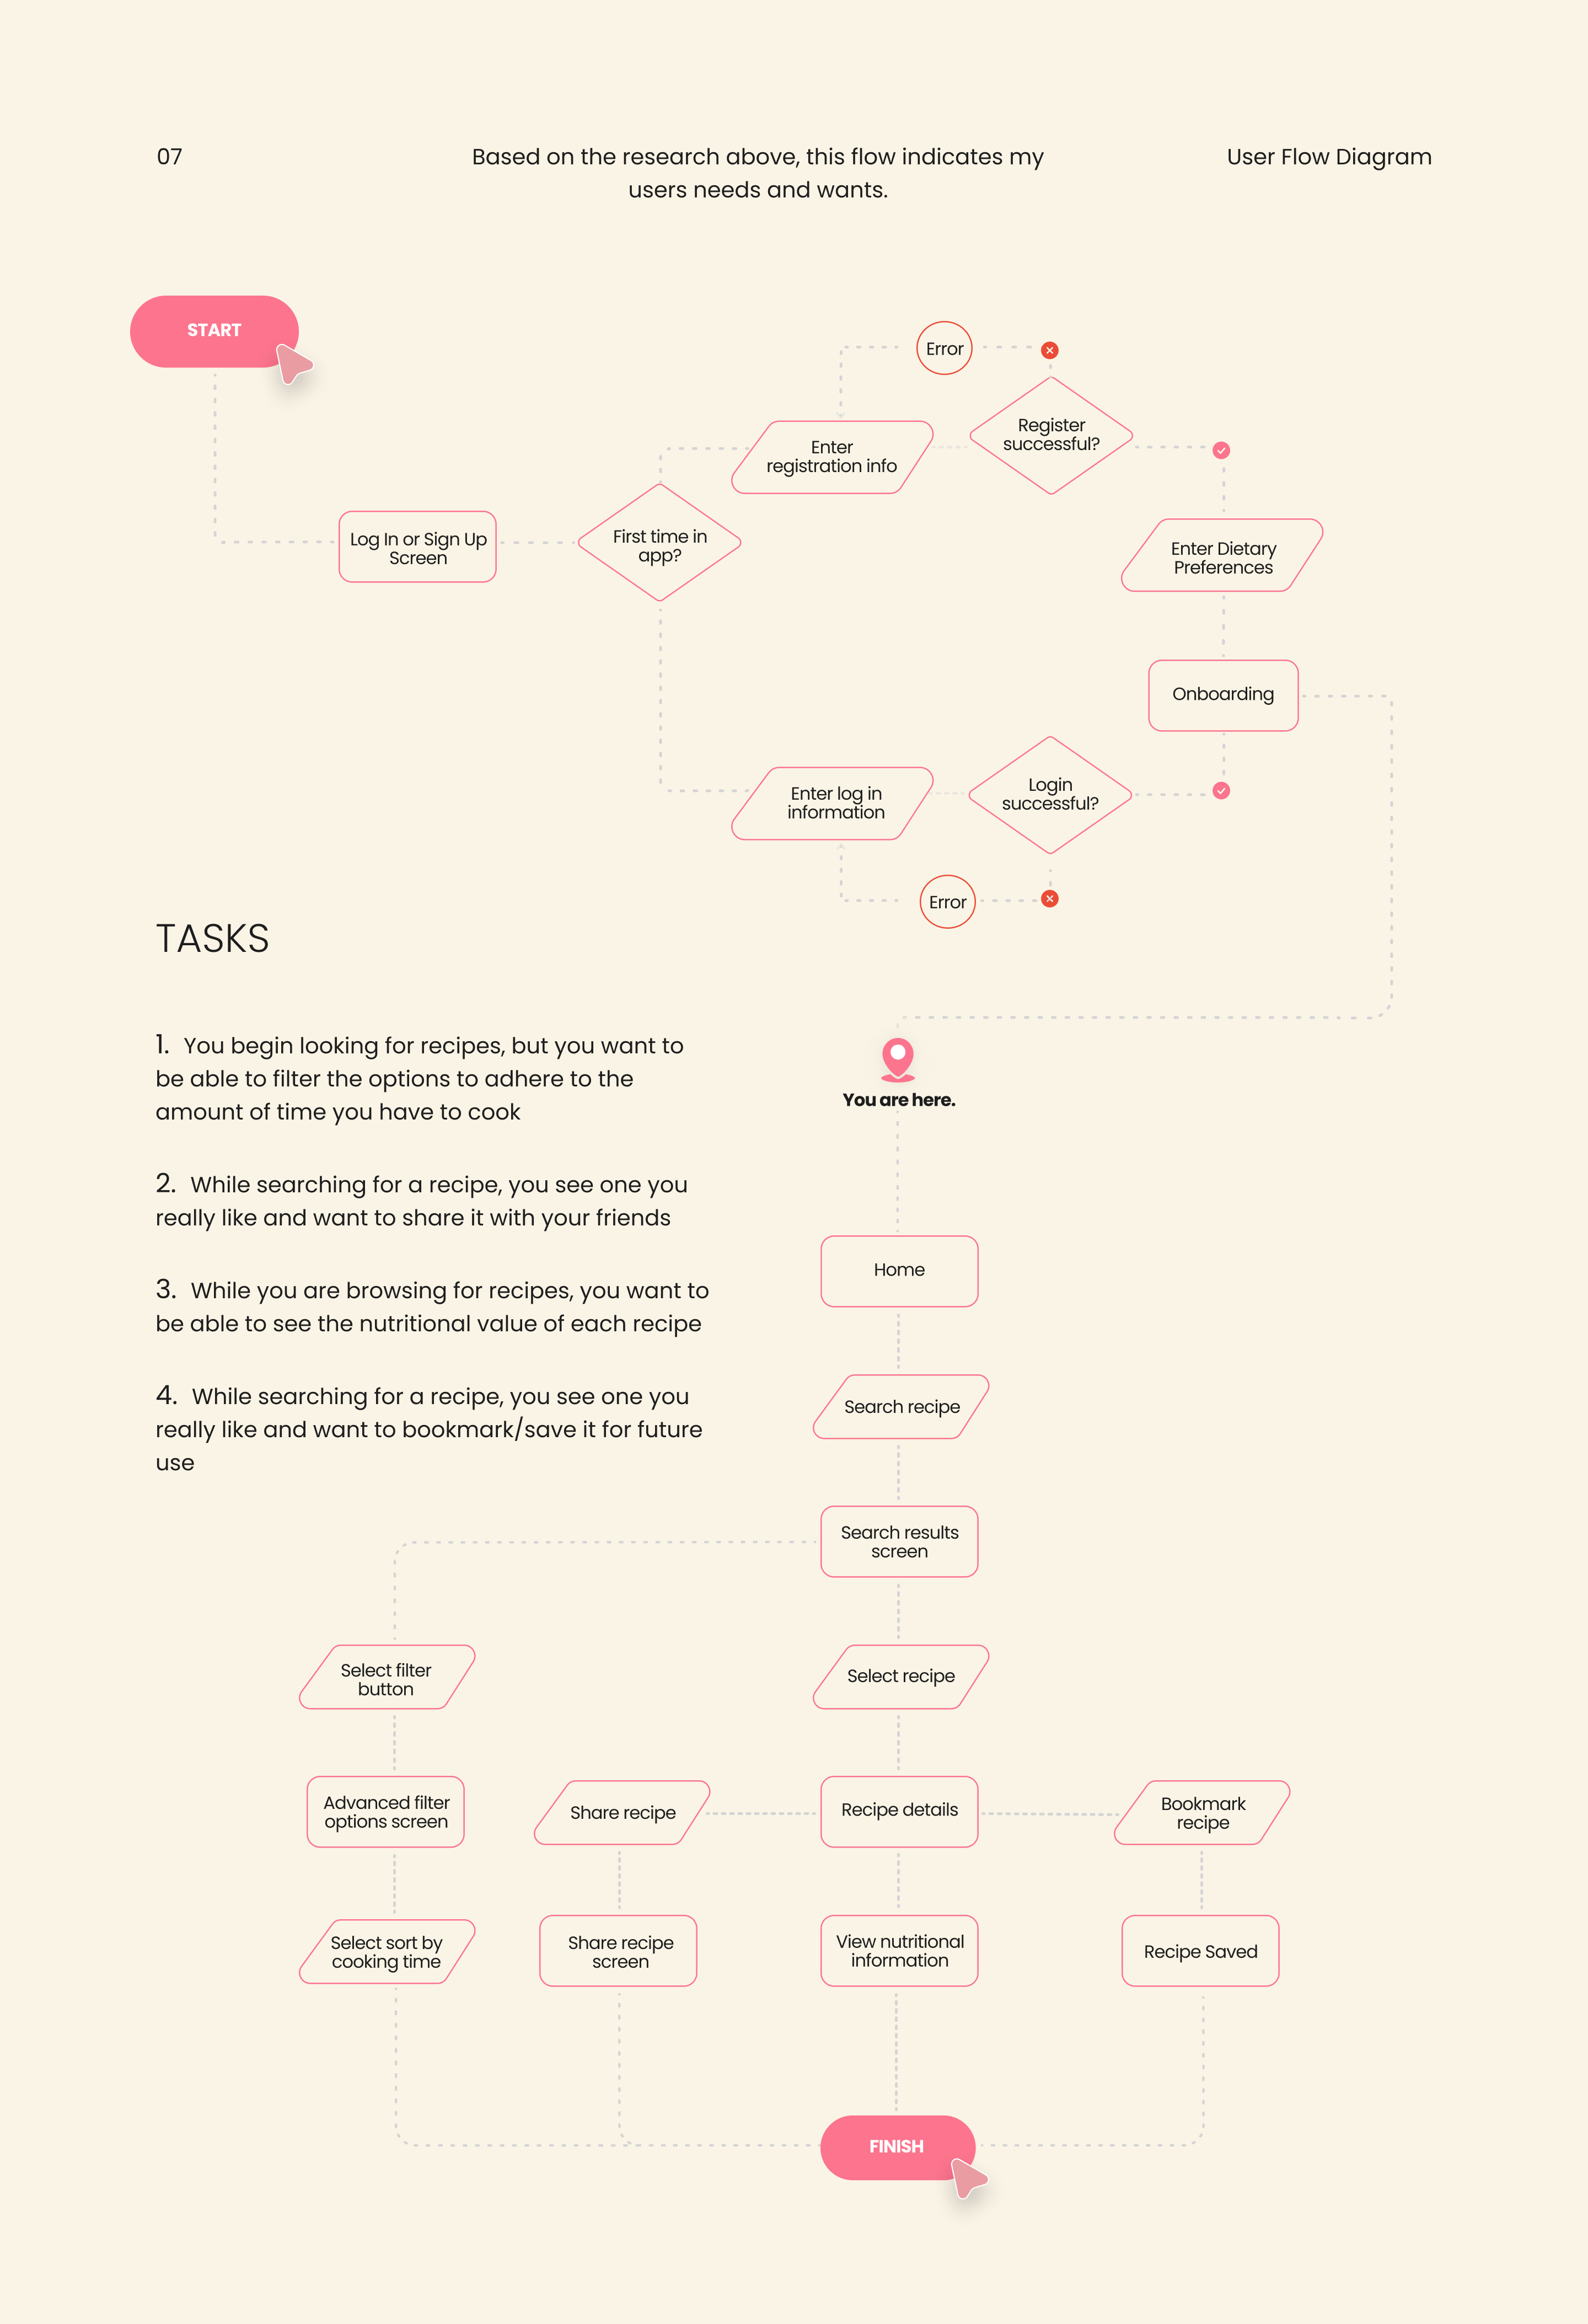 07
Based on the research above, this flow indicates my
users needs and wants.
User Flow Diagram
START
Error
Register
successful?
Enter
registration info
First time in
app?
Log In or Sign Up
Screen
Enter Dietary
Preferences
Onboarding
Login
successful?
Enter log in
information
Error
TASKS
1. You begin looking for recipes, but you want to
be able to filter the options to adhere to the
amount of time you have to cook
2. While searching for a recipe, you see one you
really like and want to share it with your friends
3. While you are browsing for recipes, you want to
be able to see the nutritional value of each recipe
4. While searching for a recipe, you see one you
really like and want to bookmark/save it for future
use
You are here.
Home
Search recipe
Search results
screen
Select filter
button
Select recipe
Advanced filter
options screen
Share recipe
Recipe details
Bookmark
recipe
Select sort by
cooking time
Share recipe
screen
View nutritional
information
Recipe Saved
FINISH